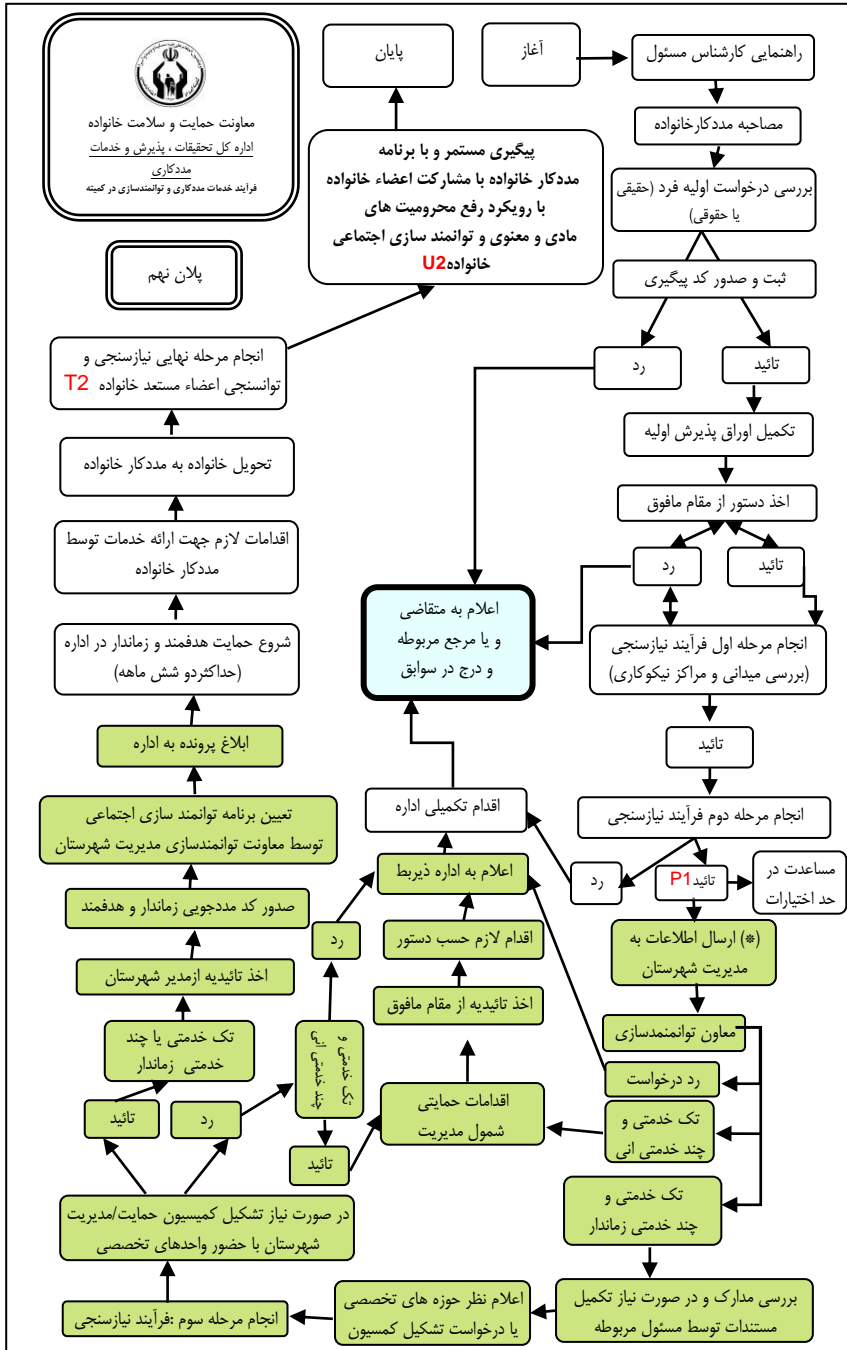 معاونت حمایت و سلامت خانواده
اداره کل تحقیقات ، پذیرش و خدمات
مددکاری
فرآیند خدمات مددکاری و توانمندسازی در کمیته
پلان نهم
آغاز
راهنمایی کارشناس مسئول
مصاحبه مددکارخانواده
بررسی درخواست اولیه فرد (حقیقی
یا حقوقی)
ثبت و صدور کد پیگیری
تائید
رد
تکمیل اوراق پذیرش اولیه
اخذ دستور از مقام مافوق
تائید
رد
اعلام به متقاضی
و یا مرجع مربوطه
و درج در سوابق
انجام مرحله اول فرآیند نیازسنجی
(بررسی میدانی و مراکز نیکوکاری)
تائید
انجام مرحله دوم فرآیند نیازسنجی
رد
تائیدP1
مساعدت در
حد اختیارات
اقدام تکمیلی اداره
اعلام به اداره ذیربط
اقدام لازم حسب دستور
اخذ تائیدیه از مقام مافوق
اقدامات حمایتی
شمول مدیریت
(*) ارسال اطلاعات به
مدیریت شهرستان
معاون توانمنمدسازی
رد درخواست
تک خدمتی و
چند خدمتی انی
تک خدمتی و
چند خدمتی زماندار
بررسی مدارک و در صورت نیاز تکمیل
مستندات توسط مسئول مربوطه
اعلام نظر حوزه های تخصصی
یا درخواست تشکیل کمسیون
انجام مرحله سوم :فرآیند نیازسنجی
در صورت نیاز تشکیل کمیسیون حمایت/مدیریت
شهرستان با حضور واحدهای تخصصی
رد
تائید
تک خدمتی و
چند خدمتی انی
رد
تائید
تک خدمتی یا چند
خدمتی زماندار
اخذ تائیدیه ازمدیر شهرستان
صدور کد مددجویی زماندار و هدفمند
تعیین برنامه توانمند سازی اجتماعی
توسط معاونت توانمندسازی مدیریت شهرستان
ابلاغ پرونده به اداره
شروع حمایت هدفمند و زماندار در اداره
(حداکثردو شش ماهه)
اقدامات لازم جهت ارائه خدمات توسط
مددکار خانواده
تحویل خانواده به مددکار خانواده
انجام مرحله نهایی نیازسنجی و
توانسنجی اعضاء مستعد خانواده T2
پیگیری مستمر و با برنامه
مددکار خانواده با مشارکت اعضاء خانواده
با رویکرد رفع محرومیت های
مادی و معنوی و توانمند سازی اجتماعی
خانوادهU2
پایان